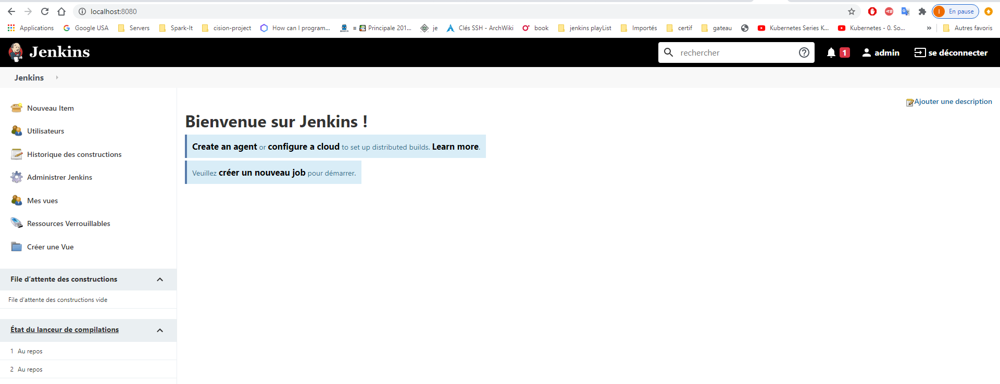 localhost:8080
En pause
Applications Google USA Servers Spark-It cision-project How can I program... ≡ Principale 201... je Clés SSH - ArchWiki book jenkins playList Importés certif gateau Kubernetes Series K... Kubernetes - 0. So... » Autres favoris
Jenkins
rechercher
1
admin
se déconnecter
Jenkins
Nouveau Item
Utilisateurs
Historique des constructions
Administrer Jenkins
Mes vues
Ressources Verrouillables
Créer une Vue
File d'attente des constructions
File d'attente des constructions vide
État du lanceur de compilations
1 Au repos
2 Au repos
Ajouter une description
Bienvenue sur Jenkins !
Create an agent or configure a cloud to set up distributed builds. Learn more.
Veuillez créer un nouveau job pour démarrer.